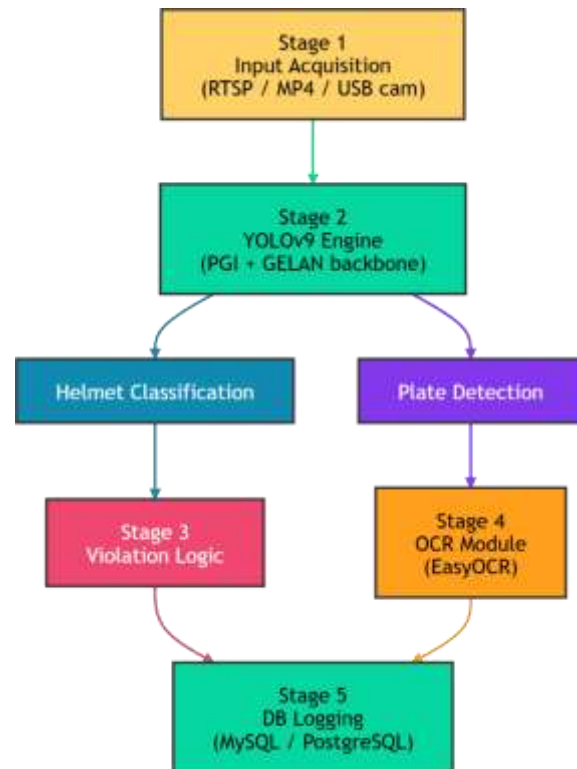 Stage 1
Input Acquisition
(RTSP / MP4 / USB cam)
Stage 2
YOLOv9 Engine
(PGI + GELAN backbone)
Helmet Classification
Plate Detection
Stage 3
Violation Logic
Stage 4
OCR Module
(EasyOCR)
Stage 5
DB Logging
(MySQL / PostgreSQL)